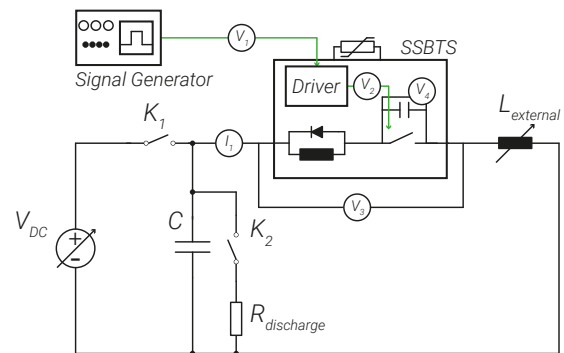 V1
SSBTS
Signal Generator
Driver
V2
V4
K1
I1
Lexternal
V3
VDC
C
K2
Rdischarge